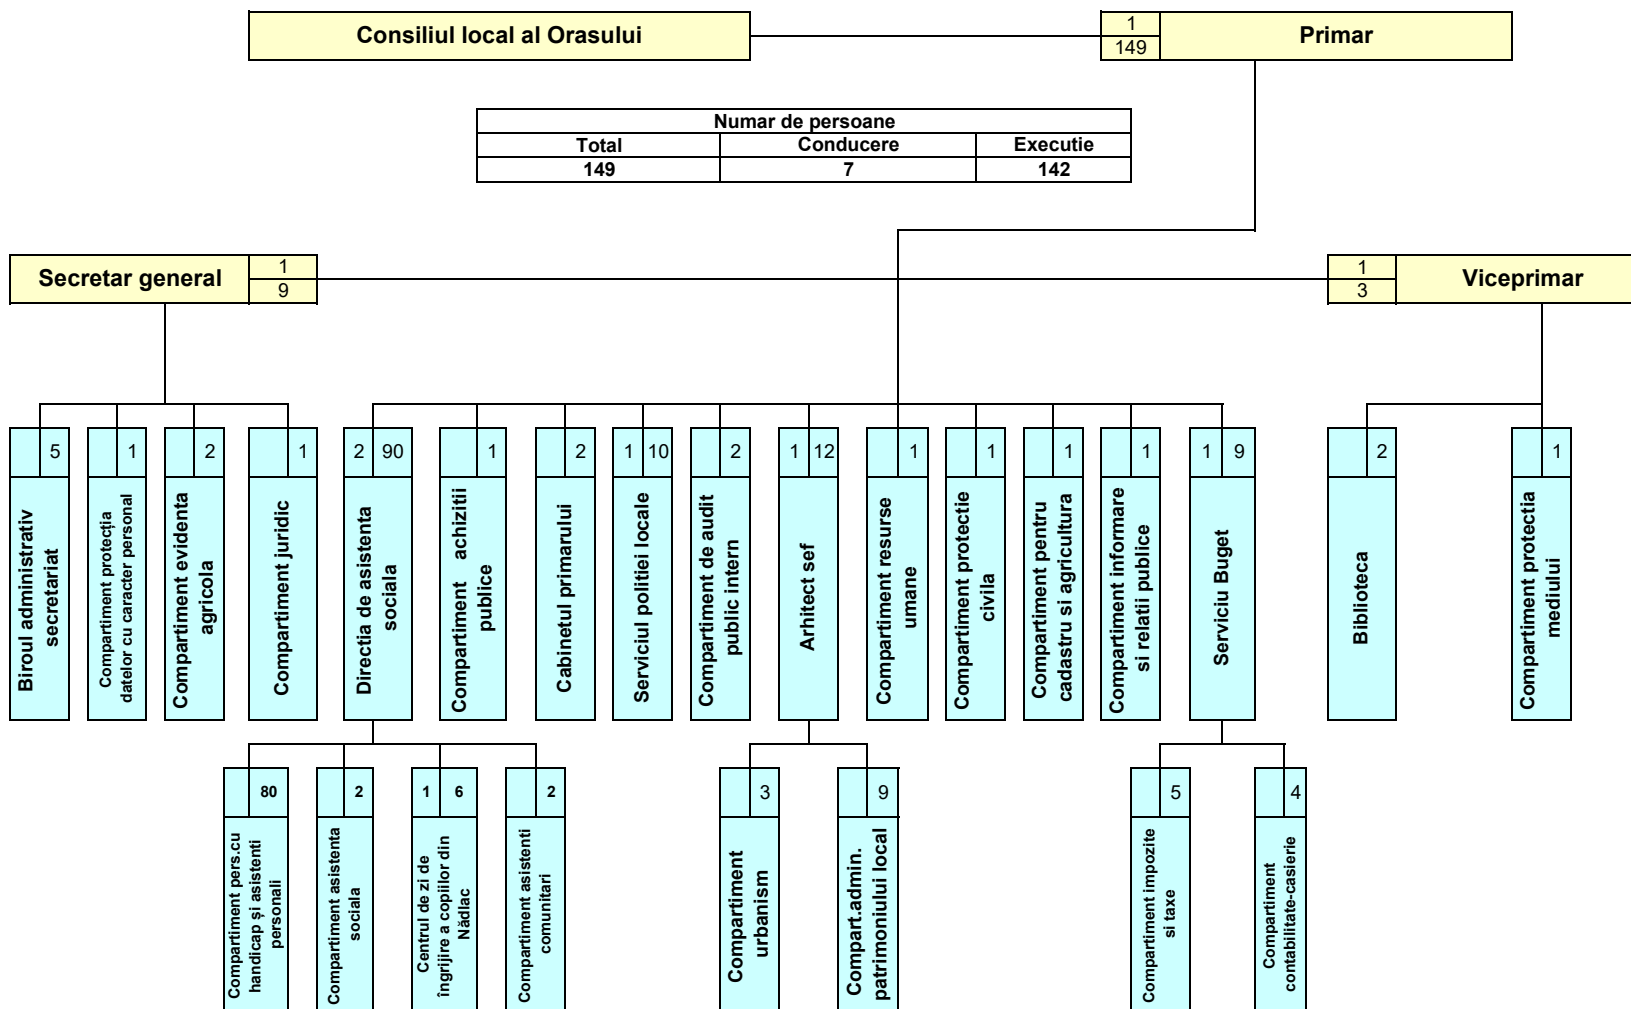 Consiliul local al Orasului
1
149
Primar
Numar de persoane
Total Conducere Executie
149 7 142
Secretar general
1
9
1
3
Viceprimar
5
Biroul administrativ
secretariat
1
Compartiment protecția
datelor cu caracter personal
2
Compartiment evidenta
agricola
1
Compartiment juridic
2 90
Directia de asistenta
sociala
1
Compartiment achizitii
publice
2
Cabinetul primarului
1 10
Serviciul politiei locale
2
Compartiment de audit
public intern
1 12
Arhitect sef
1
Compartiment resurse
umane
1
Compartiment protectie
civila
1
Compartiment pentru
cadastru si agricultura
1
Compartiment informare
si relatii publice
1 9
Serviciu Buget
2
Biblioteca
1
Compartiment protectia
mediului
80
Compartiment pers.cu
handicap și asistenti
personali
2
Compartiment asistenta
sociala
1 6
Centrul de zi de
îngrijire a copiilor din
Nădlac
2
Compartiment asistenti
comunitari
3
Compartiment
urbanism
9
Compart.admin.
patrimoniului local
5
Compartiment impozite
si taxe
4
Compartiment
contabilitate-casierie